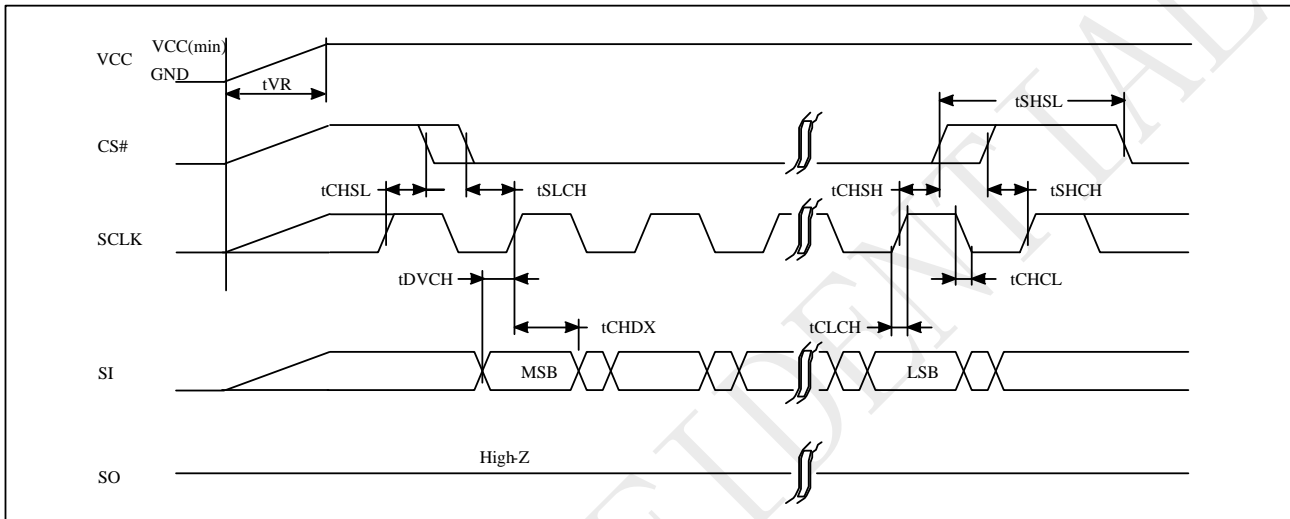 VCC
VCC(min)
GND
tVR
tSHSL
CS#
tCHSL
tSLCH
tCHSH
tSHCH
SCLK
tDVCH
tCHCL
tCHDX
tCLCH
SI
MSB
LSB
High-Z
SO
IDENTIAL